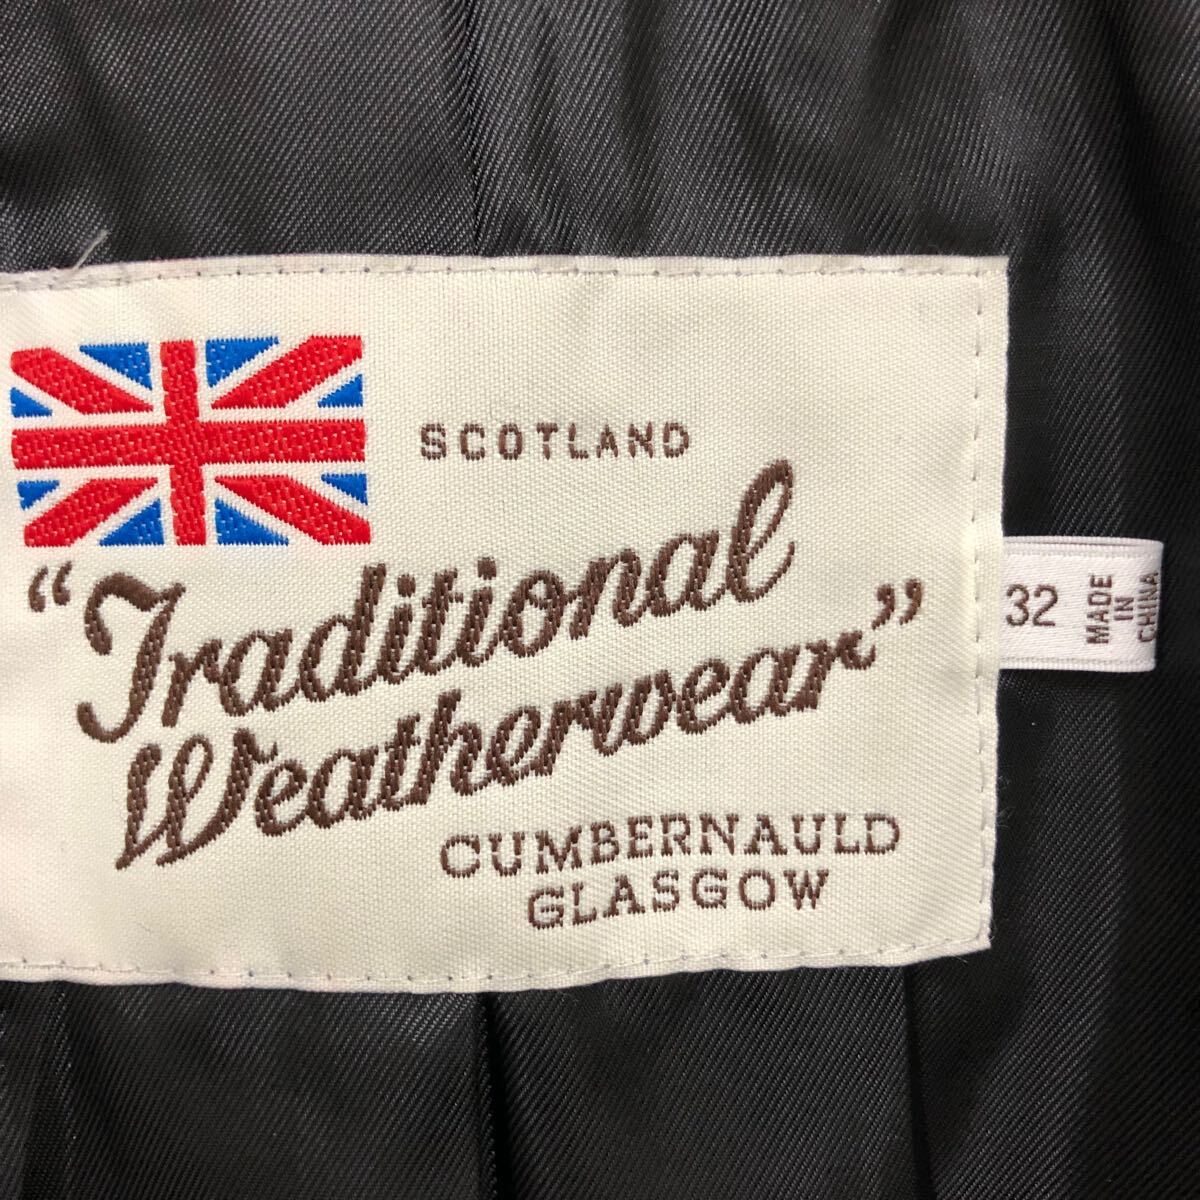 SCOTLAND
“Traditional
Weatherwear”
CUMBERNAULD
GLASGOW
32
MADE
IN
CHINA